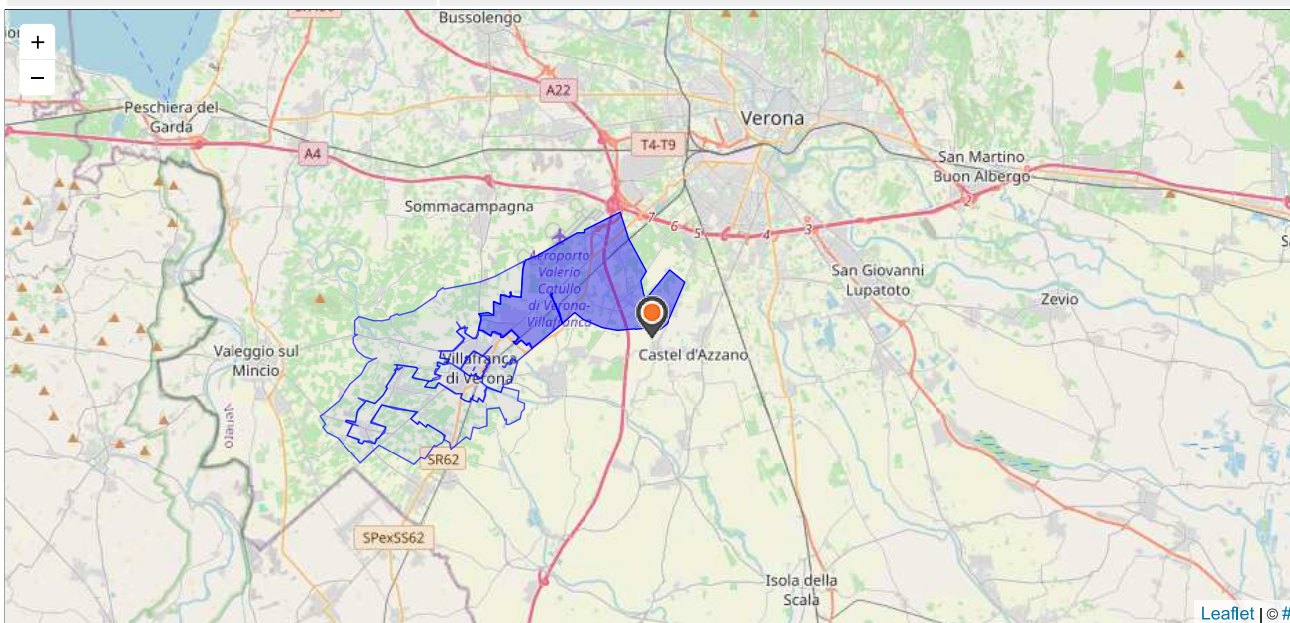 Bussolengo
+
−
A22
Peschiera del
Garda
Verona
T4-T9
A4
San Martino
Buon Albergo
2
Sommacampagna
7
6
5
4
3
Aeroporto
Valerio
Catullo
di Verona-
Villafranca
San Giovanni
Lupatoto
Zevio
Valeggio sul
Mincio
Villafranca
di Verona
Castel d'Azzano
Veneto
SR62
SPexSS62
Isola della
Scala
Leaflet | © #